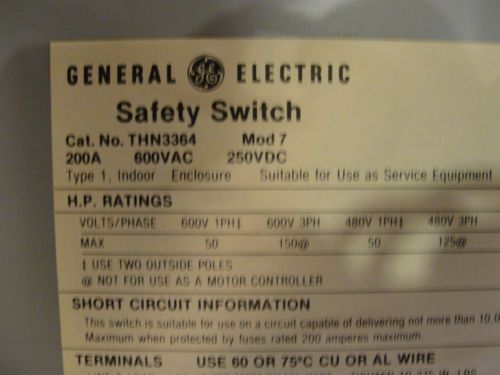 GENERAL GE ELECTRIC
Safety Switch
Cat. No. THN3364 Mod 7
200A 600VAC 250VDC
Type 1, Indoor Enclosure Suitable for Use as Service Equipment
H.P. RATINGS
VOLTS/PHASE 600V 1PH‡ 600V 3PH 480V 1PH‡ 480V 3PH
MAX 50 150@ 50 125@
‡ USE TWO OUTSIDE POLES
@ NOT FOR USE AS A MOTOR CONTROLLER
SHORT CIRCUIT INFORMATION
This switch is suitable for use on a circuit capable of delivering not more than 10,0
Maximum when protected by fuses rated 200 amperes maximum.
TERMINALS USE 60 OR 75°C CU OR AL WIRE